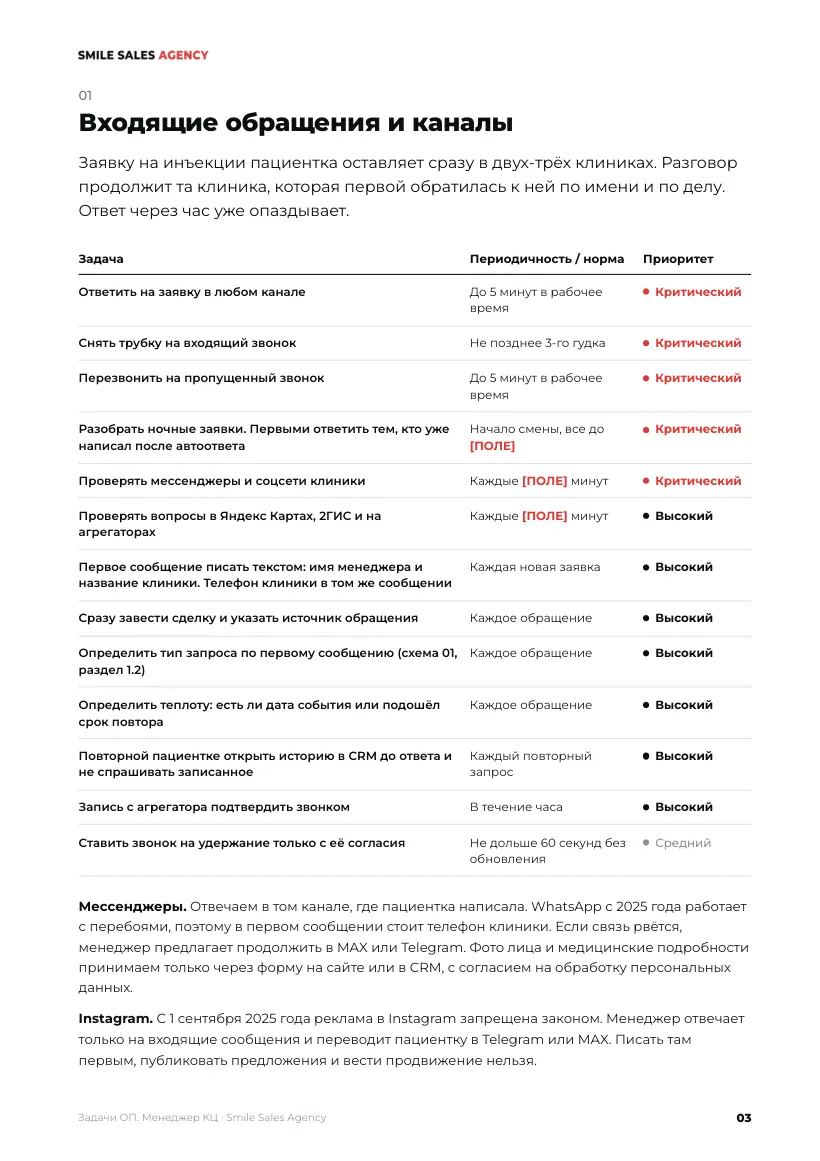 SMILE SALES AGENCY
01
Входящие обращения и каналы
Заявку на инъекции пациентка оставляет сразу в двух-трёх клиниках. Разговор
продолжит та клиника, которая первой обратилась к ней по имени и по делу.
Ответ через час уже опаздывает.
Задача Периодичность / норма Приоритет
Ответить на заявку в любом канале До 5 минут в рабочее Критический
время
Снять трубку на входящий звонок Не позднее 3-го гудка Критический
Перезвонить на пропущенный звонок До 5 минут в рабочее Критический
время
Разобрать ночные заявки. Первыми ответить тем, кто уже Начало смены, все до Критический
написал после автоответа [ПОЛЕ]
Проверять мессенджеры и соцсети клиники Каждые [ПОЛЕ] минут Критический
Проверять вопросы в Яндекс Картах, 2ГИС и на Каждые [ПОЛЕ] минут Высокий
агрегаторах
Первое сообщение писать текстом: имя менеджера и Каждая новая заявка Высокий
название клиники. Телефон клиники в том же сообщении
Сразу завести сделку и указать источник обращения Каждое обращение Высокий
Определить тип запроса по первому сообщению (схема 01, Каждое обращение Высокий
раздел 1.2)
Определить теплоту: есть ли дата события или подошёл Каждое обращение Высокий
срок повтора
Повторной пациентке открыть историю в CRM до ответа и Каждый повторный Высокий
не спрашивать записанное запрос
Запись с агрегатора подтвердить звонком В течение часа Высокий
Ставить звонок на удержание только с её согласия Не дольше 60 секунд без Средний
обновления
Мессенджеры. Отвечаем в том канале, где пациентка написала. WhatsApp с 2025 года работает
с перебоями, поэтому в первом сообщении стоит телефон клиники. Если связь рвётся,
менеджер предлагает продолжить в MAX или Telegram. Фото лица и медицинские подробности
принимаем только через форму на сайте или в CRM, с согласием на обработку персональных
данных.
Instagram. С 1 сентября 2025 года реклама в Instagram запрещена законом. Менеджер отвечает
только на входящие сообщения и переводит пациентку в Telegram или MAX. Писать там
первым, публиковать предложения и вести продвижение нельзя.
Задачи ОП. Менеджер КЦ · Smile Sales Agency 03